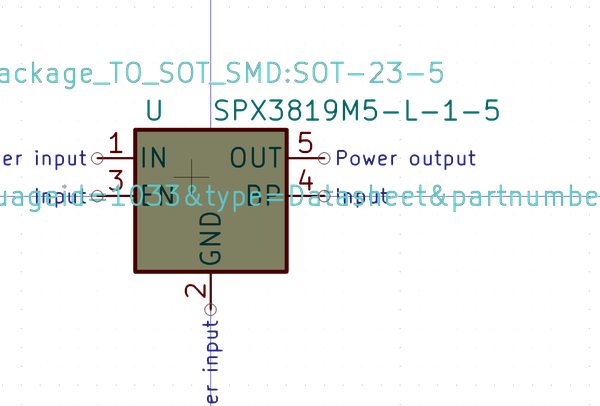 ackage_TO_SOT_SMD:SOT-23-5
U SPX3819M5-L-1-5
er input 1 IN OUT 5 Power output
Input 3 EN BP 4 Input
uageid=1033&type=Datasheet&partnumbe
GND
2
er input